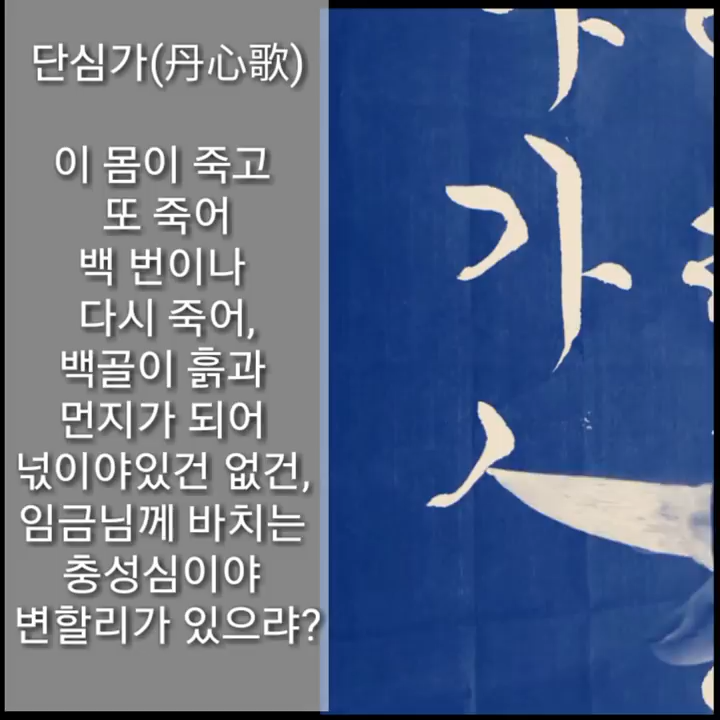 단심가(丹心歌)
이 몸이 죽고
또 죽어
백 번이나
다시 죽어,
백골이 흙과
먼지가 되어
넋이야있건 없건,
임금님께 바치는
충성심이야
변할리가 있으랴?
가